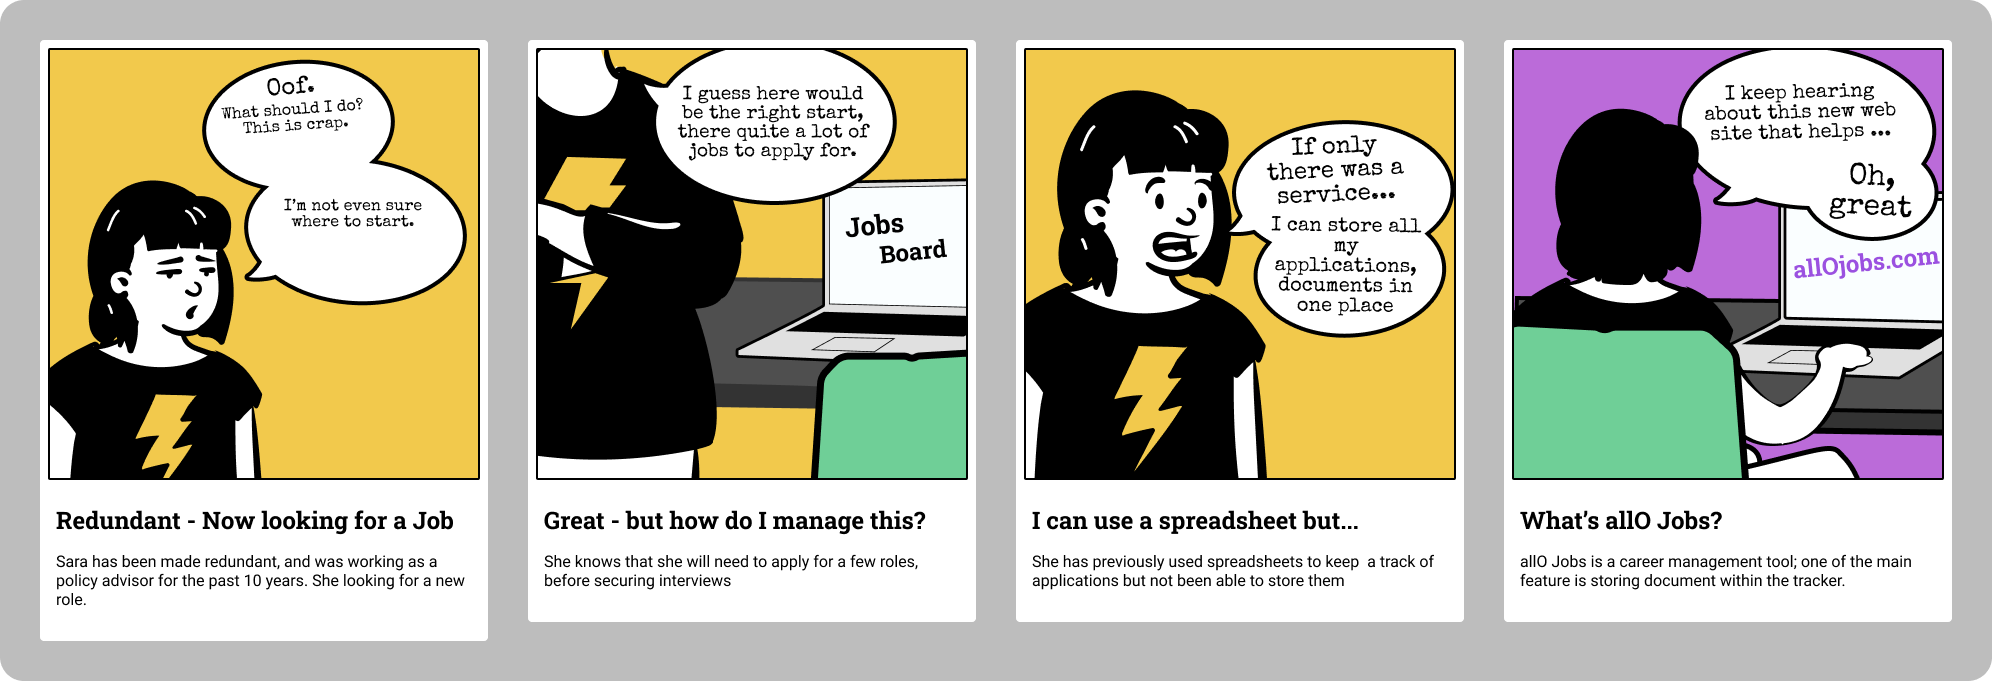 Oof.
What should I do?
This is crap.
I'm not even sure
where to start.
Redundant - Now looking for a Job
Sara has been made redundant, and was working as a
policy advisor for the past 10 years. She looking for a new
role.
I guess here would
be the right start,
there quite a lot of
jobs to apply for.
Jobs
Board
Great - but how do I manage this?
She knows that she will need to apply for a few roles,
before securing interviews
If only
there was a
service...
I can store all
my
applications,
documents in
one place
I can use a spreadsheet but...
She has previously used spreadsheets to keep  a track of
applications but not been able to store them
I keep hearing
about this new web
site that helps ...
Oh,
great
allOjobs.com
What's allO Jobs?
allO Jobs is a career management tool; one of the main
feature is storing document within the tracker.